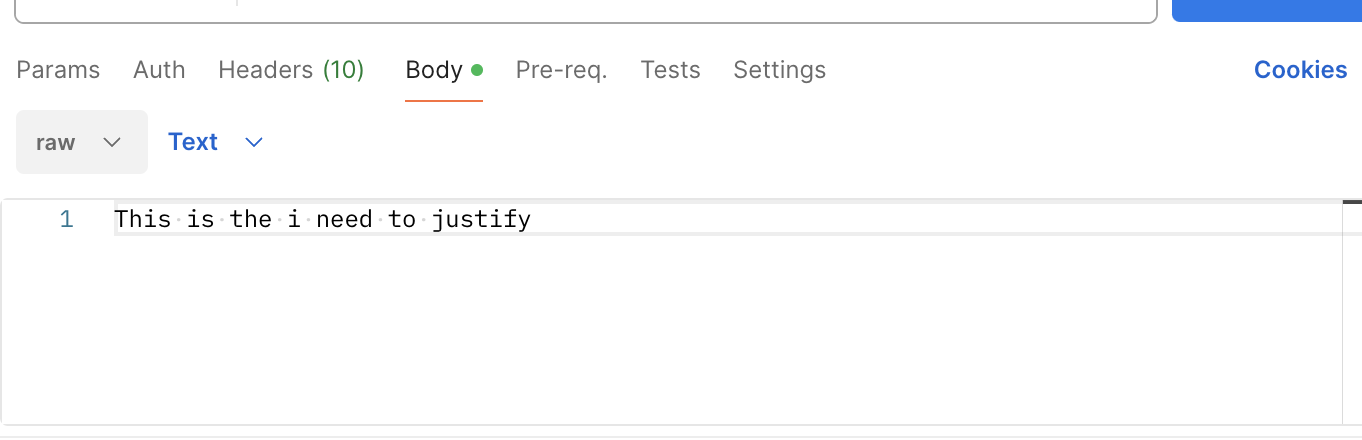 Params Auth Headers (10) Body Pre-req. Tests Settings Cookies
raw Text
1 This is the i need to justify